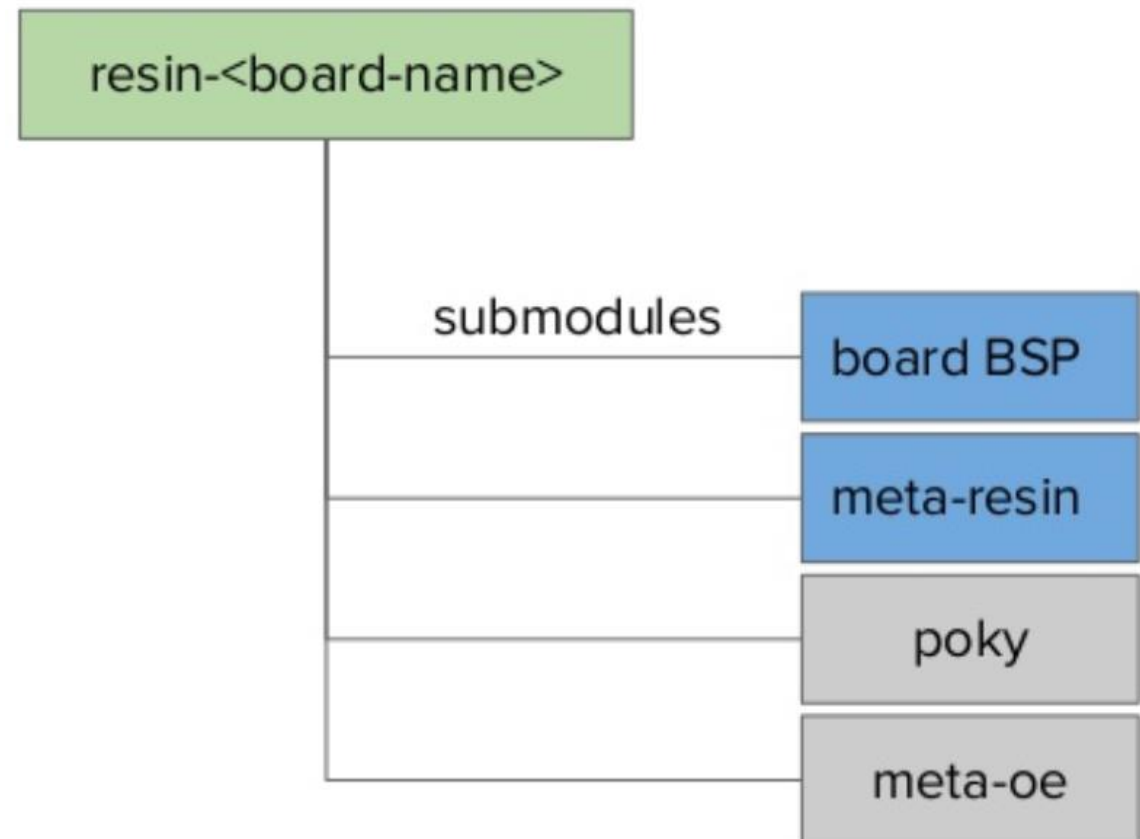 resin-<board-name>
submodules
board BSP
meta-resin
poky
meta-oe